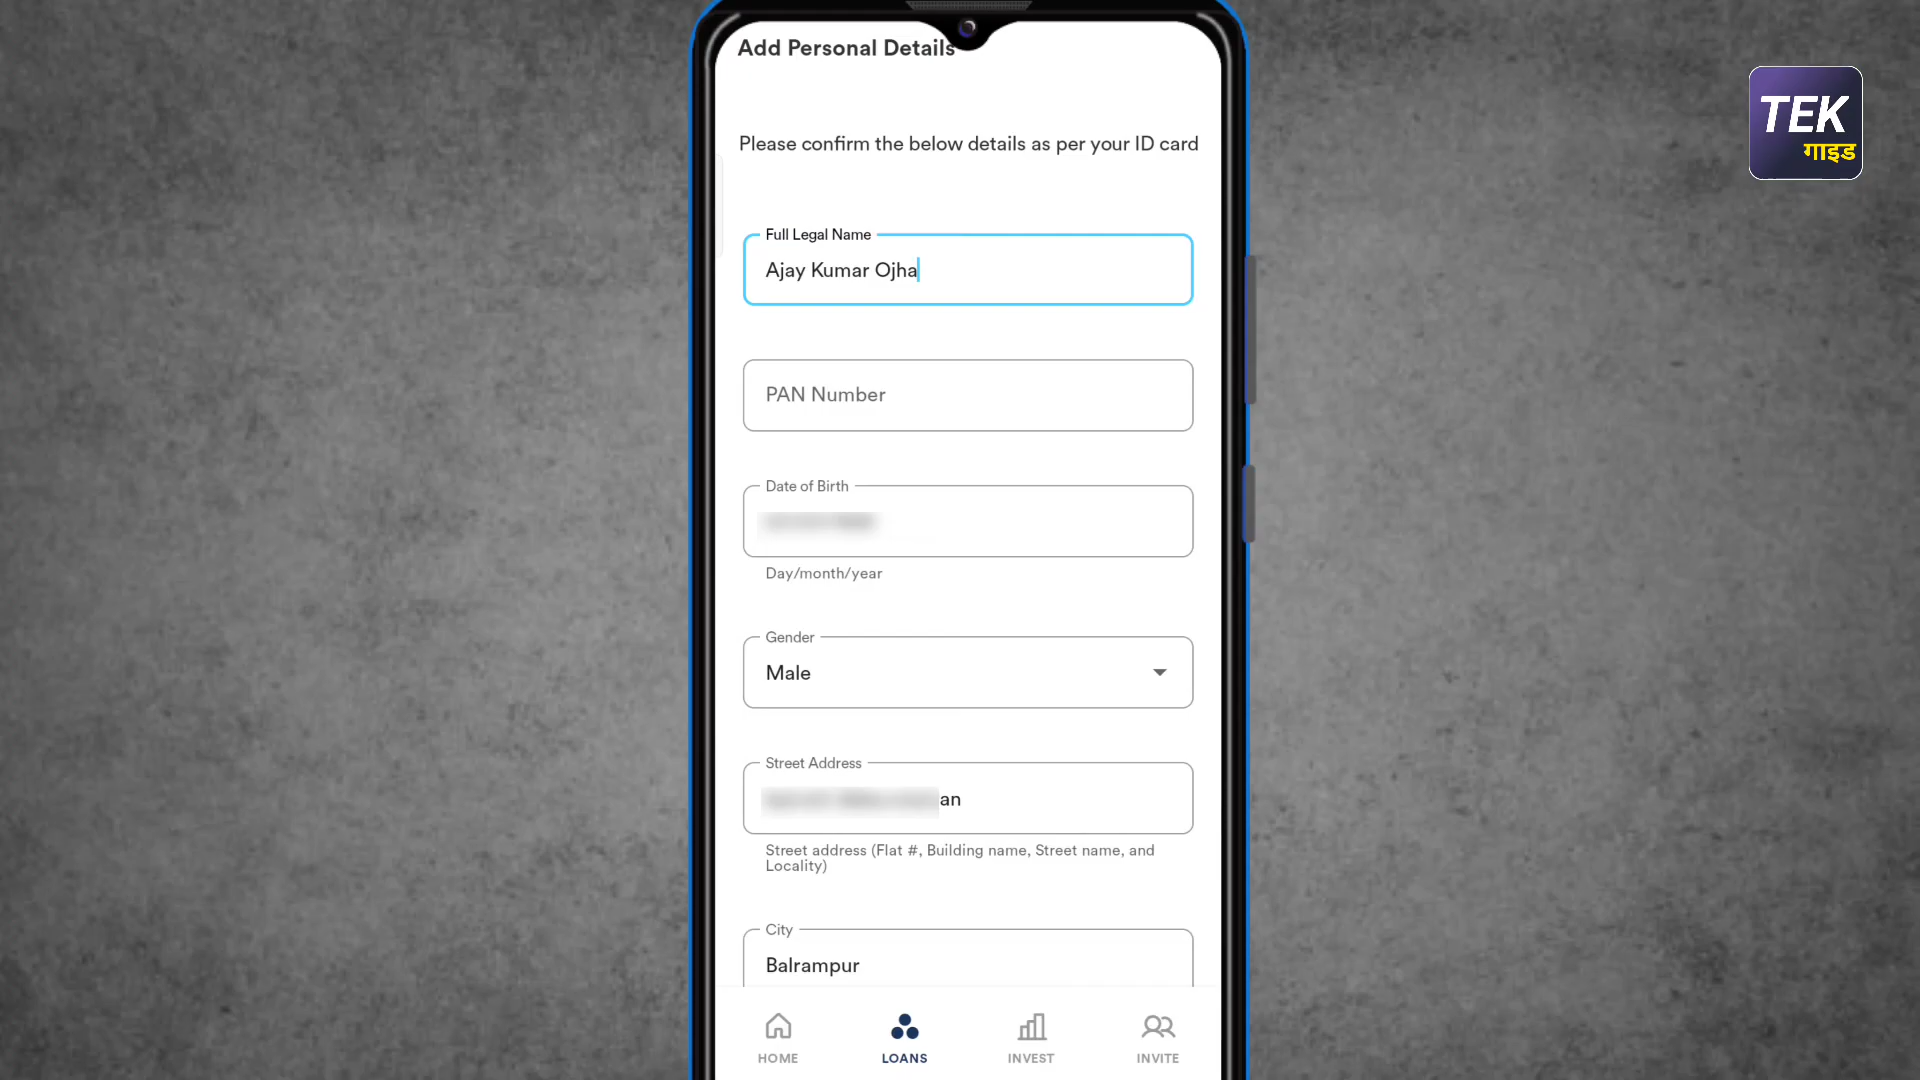 Add Personal Details
TEK
गाइड
Please confirm the below details as per your ID card
Full Legal Name
Ajay Kumar Ojha
PAN Number
Date of Birth
Day/month/year
Gender
Male
Street Address
an
Street address (Flat #, Building name, Street name, and
Locality)
City
Balrampur
HOME
LOANS
INVEST
INVITE